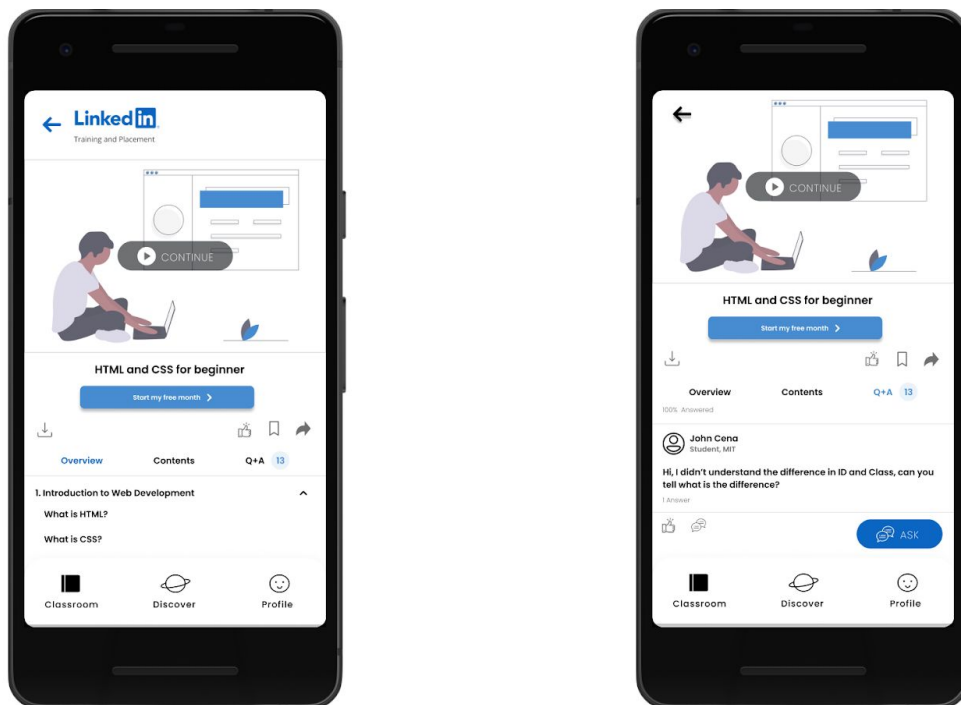 Linked in
Training and Placement
CONTINUE
HTML and CSS for beginner
Start my free month
Overview Contents Q+A 13
1. Introduction to Web Development
What is HTML?
What is CSS?
Classroom Discover Profile
CONTINUE
HTML and CSS for beginner
Start my free month
Overview Contents Q+A 13
100% Answered
John Cena
Student, MIT
Hi, I didn't understand the difference in ID and Class, can you
tell what is the difference?
1 Answer
ASK
Classroom Discover Profile